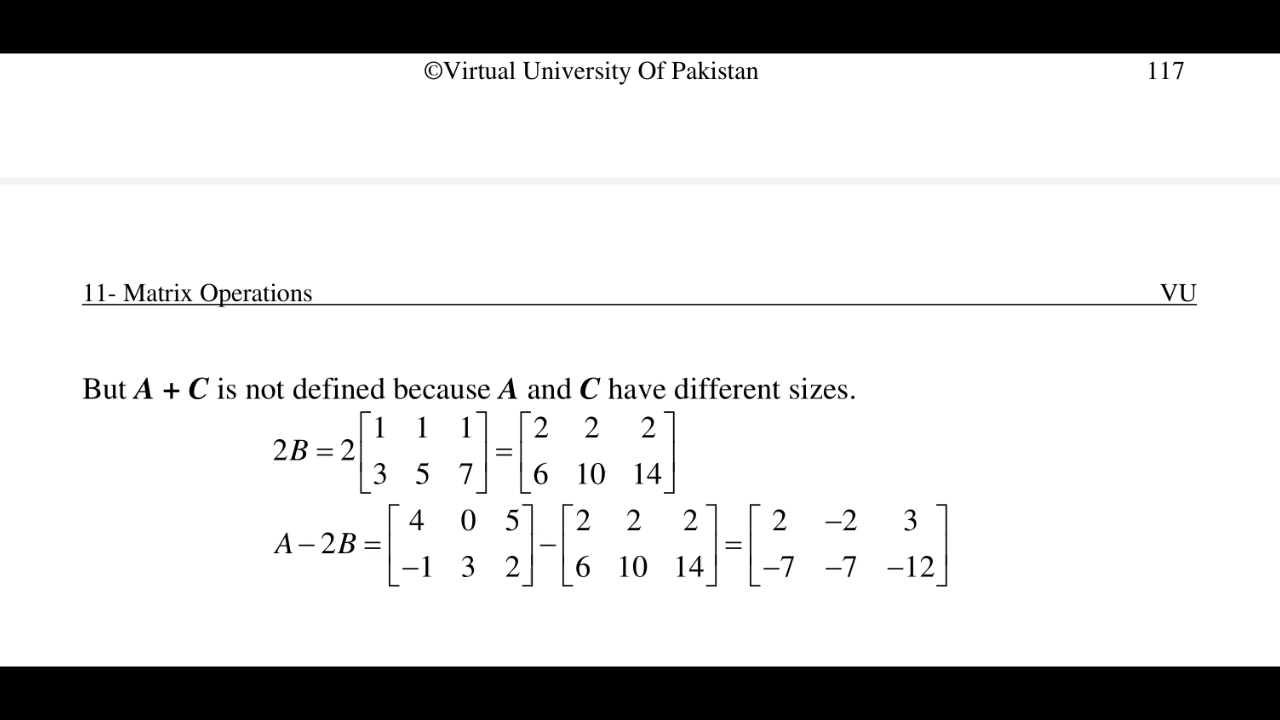 ©Virtual University Of Pakistan 117
11- Matrix Operations VU
But A + C is not defined because A and C have different sizes.
2B = 2 [1 1 1; 3 5 7] = [2 2 2; 6 10 14]
A – 2B = [4 0 5; –1 3 2] – [2 2 2; 6 10 14] = [2 –2 3; –7 –7 –12]